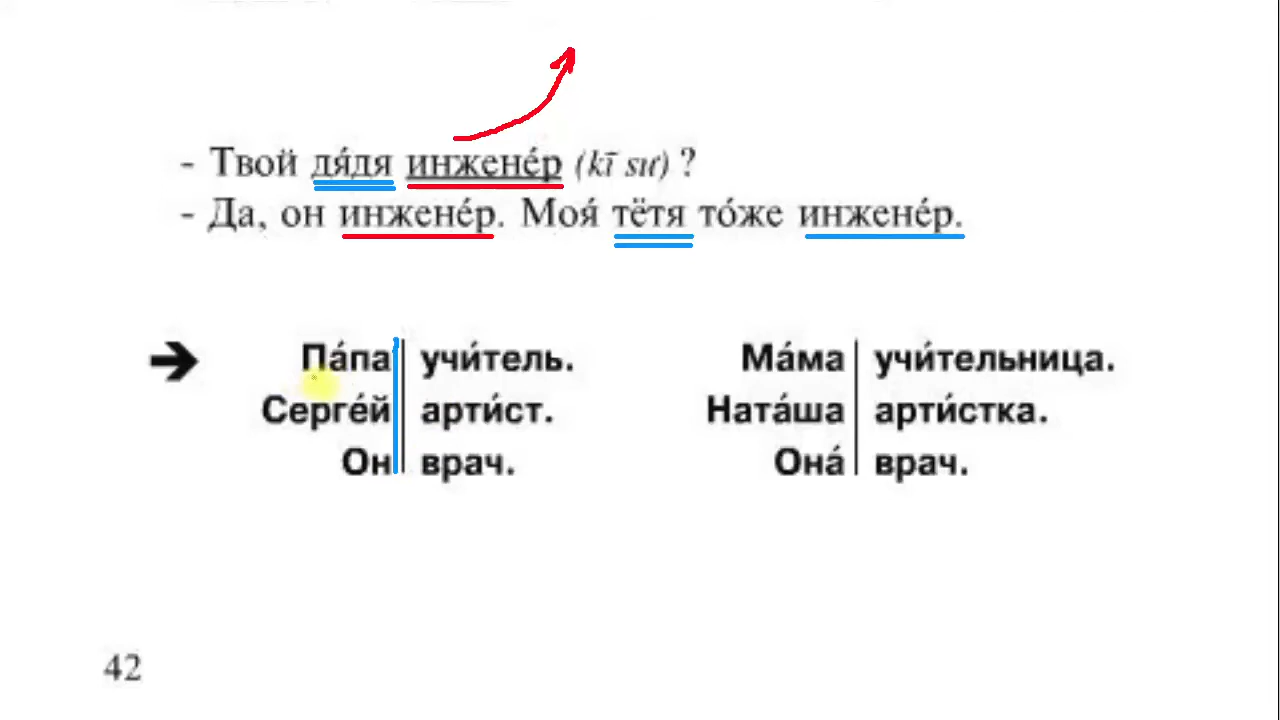 - Твой дя́дя инжене́р (kĩ sư) ?
- Да, он инжене́р. Моя́ тётя то́же инжене́р.
➔ Па́па учи́тель. Ма́ма учи́тельница.
Серге́й арти́ст. Ната́ша арти́стка.
Он врач. Она́ врач.
42